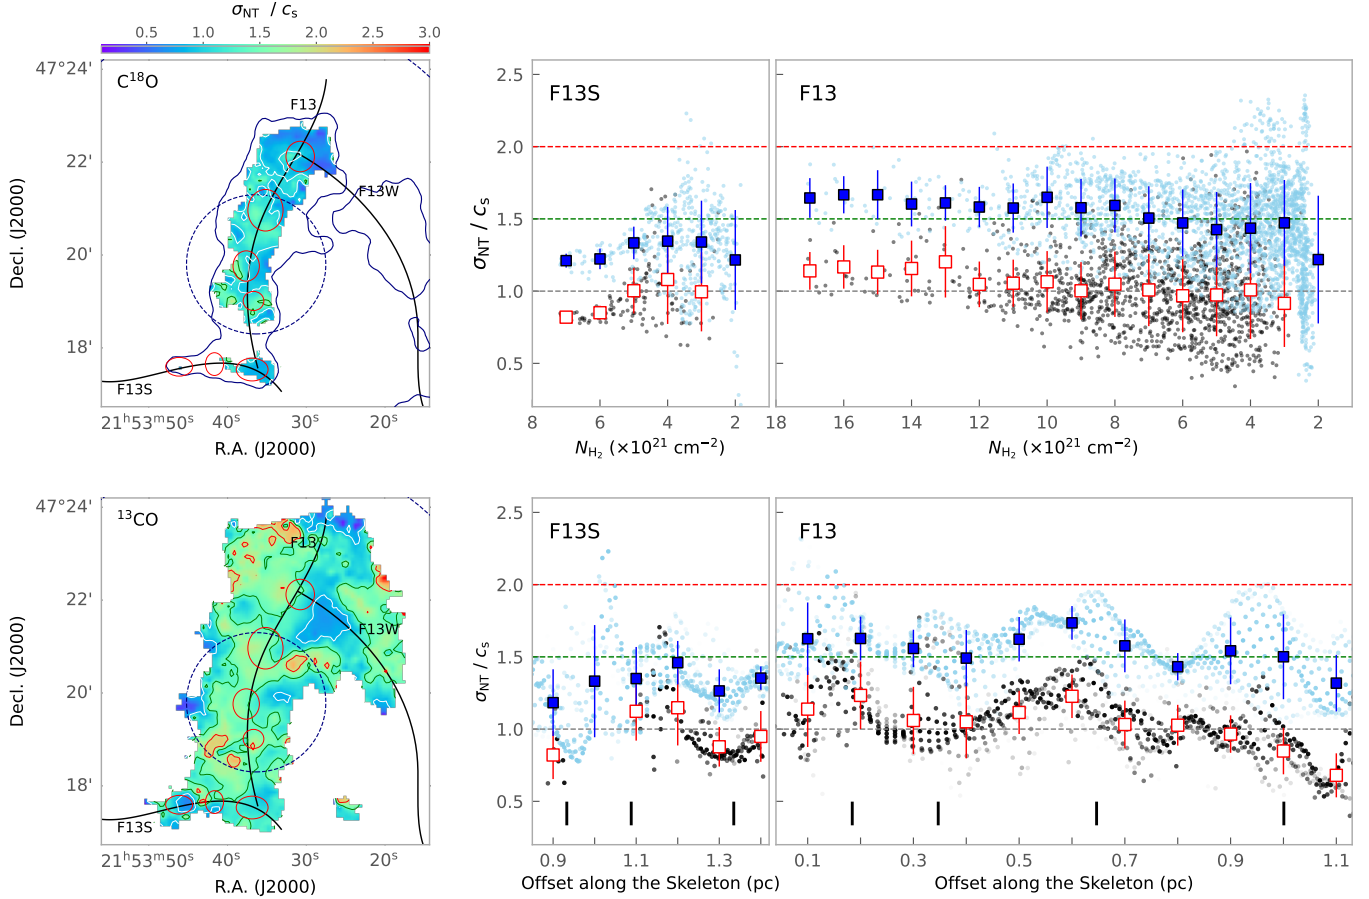 σNT / cs
0.5 1.0 1.5 2.0 2.5 3.0
C¹⁸O
F13
F13W
F13S
47°24'
22'
20'
18'
Decl. (J2000)
21ʰ53ᵐ50ˢ 40ˢ 30ˢ 20ˢ
R.A. (J2000)
F13S
F13
2.5
2.0
1.5
1.0
0.5
σNT / cs
8 6 4 2
18 16 14 12 10 8 6 4 2
NH₂ (×10²¹ cm⁻²)
NH₂ (×10²¹ cm⁻²)
¹³CO
F13
F13W
F13S
47°24'
22'
20'
18'
Decl. (J2000)
21ʰ53ᵐ50ˢ 40ˢ 30ˢ 20ˢ
R.A. (J2000)
F13S
F13
2.5
2.0
1.5
1.0
0.5
σNT / cs
0.9 1.1 1.3
0.1 0.3 0.5 0.7 0.9 1.1
Offset along the Skeleton (pc)
Offset along the Skeleton (pc)